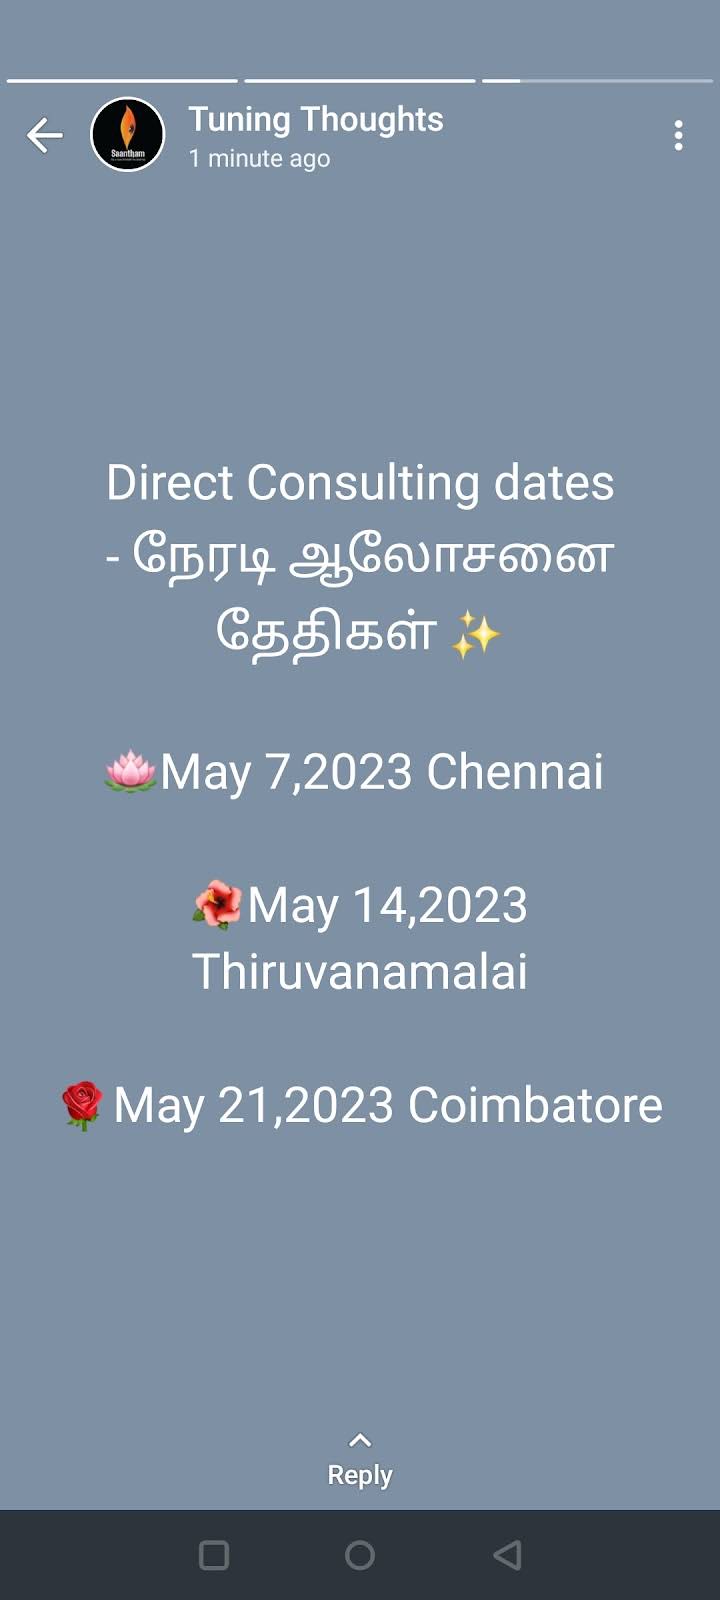 Tuning Thoughts
1 minute ago
Saantham
Direct Consulting dates
- நேரடி ஆலோசனை
தேதிகள் ✨
🪷May 7,2023 Chennai
🌺May 14,2023
Thiruvanamalai
🌹May 21,2023 Coimbatore
Reply